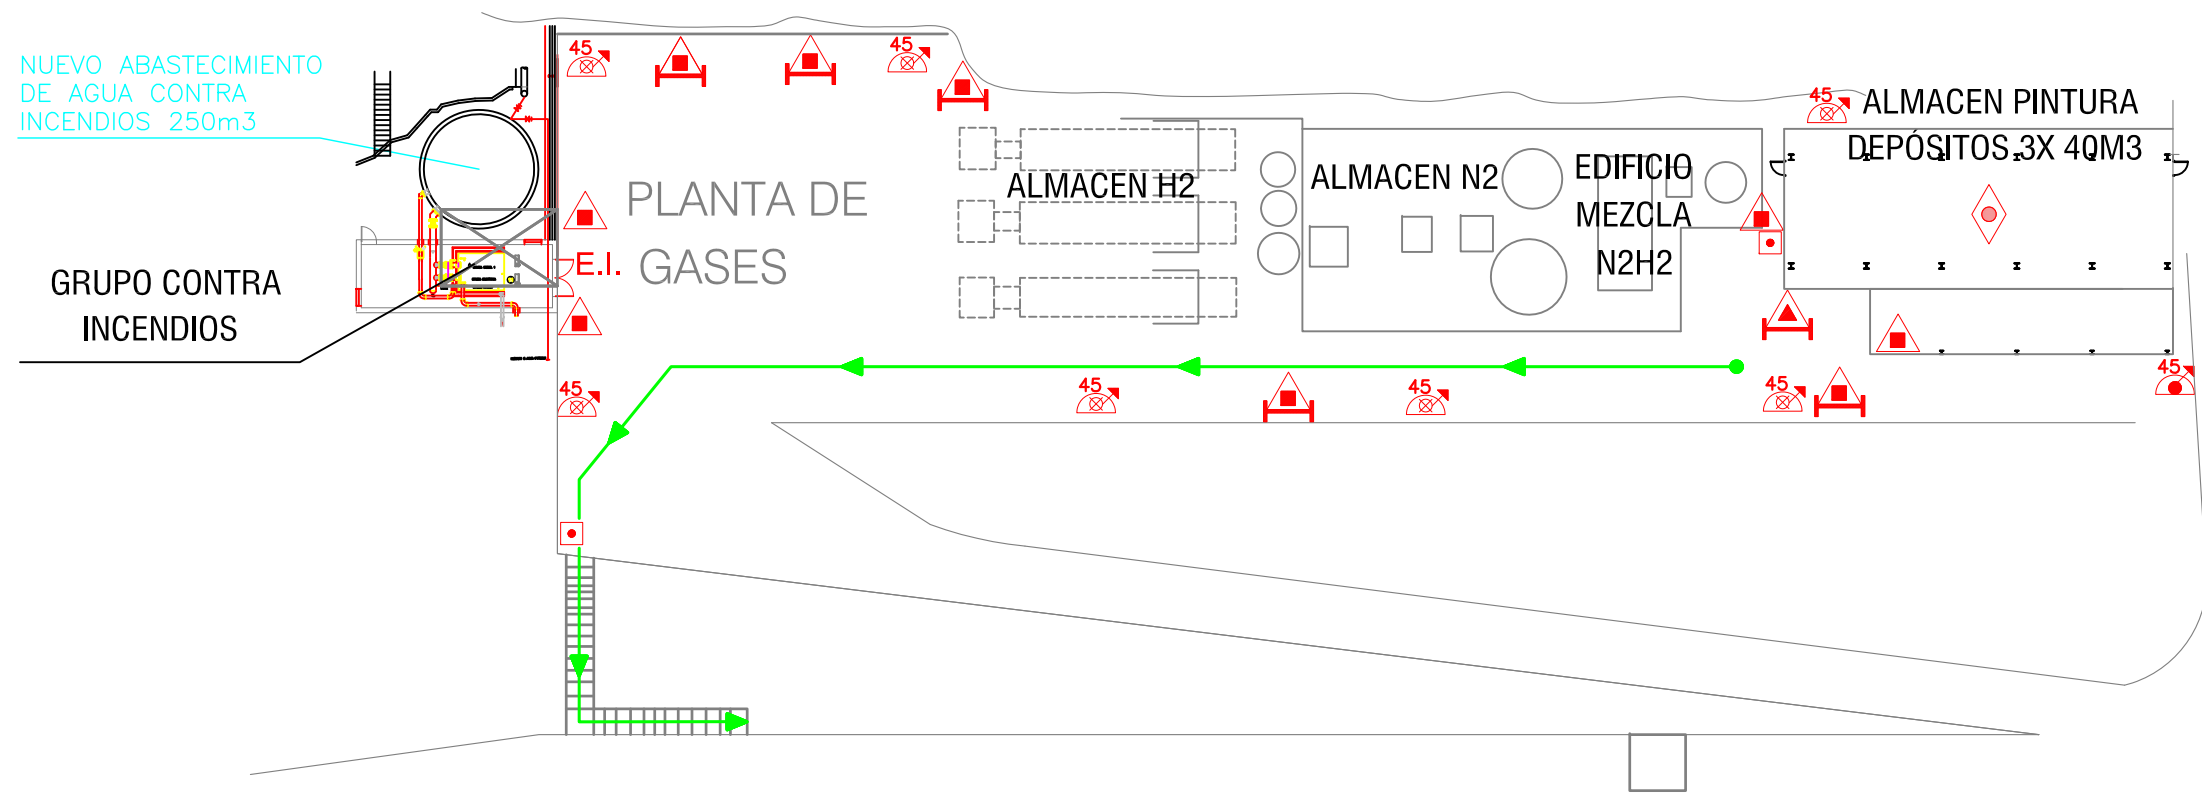 NUEVO ABASTECIMIENTO
DE AGUA CONTRA
INCENDIOS 250m3
45
45
45
ALMACEN PINTURA
DEPÓSITOS 3X 40M3
PLANTA DE
GASES
ALMACEN H2
ALMACEN N2
EDIFICIO
MEZCLA
N2H2
E.I.
GRUPO CONTRA
INCENDIOS
45
45
45
45
45